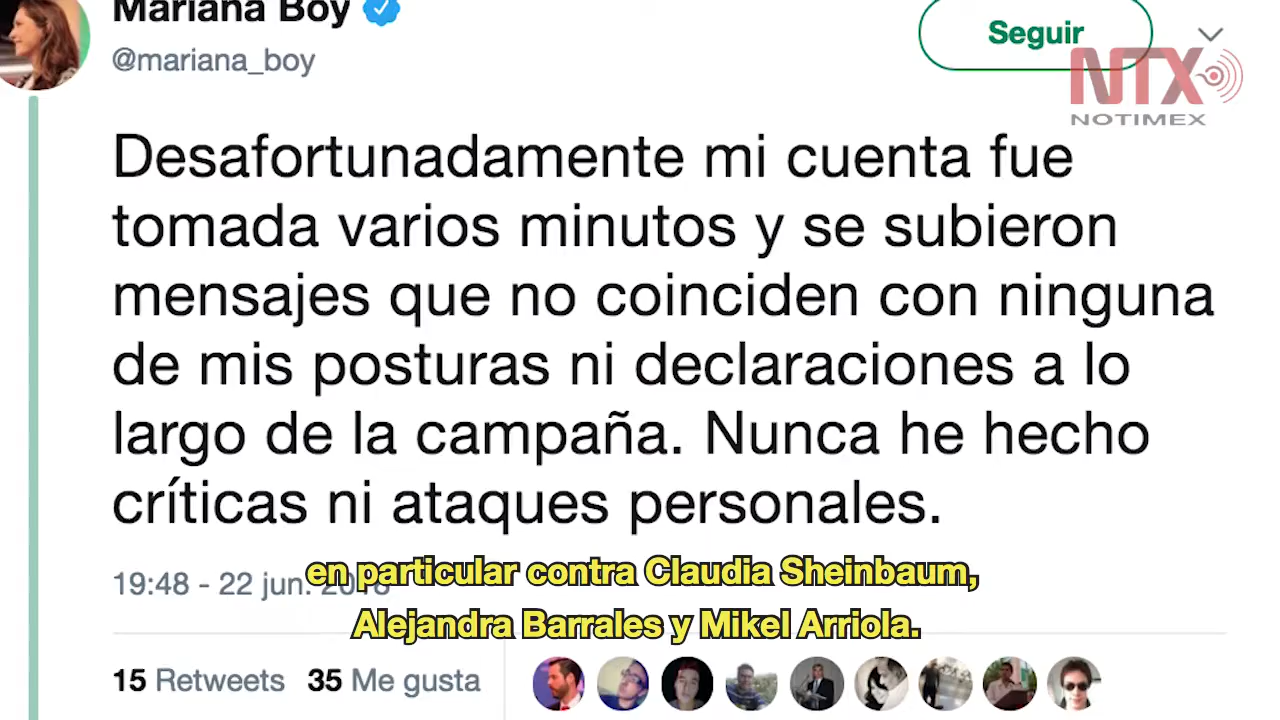 Mariana Boy
@mariana_boy
Seguir
NTX
NOTIMEX
Desafortunadamente mi cuenta fue
tomada varios minutos y se subieron
mensajes que no coinciden con ninguna
de mis posturas ni declaraciones a lo
largo de la campaña. Nunca he hecho
críticas ni ataques personales.
19:48 - 22 jun. 2018
en particular contra Claudia Sheinbaum,
Alejandra Barrales y Mikel Arriola.
15 Retweets 35 Me gusta